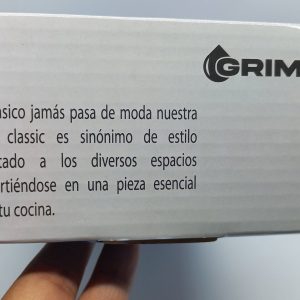 GRIM
sico jamás pasa de moda nuestra
classic es sinónimo de estilo
tado a los diversos espacios
rtiéndose en una pieza esencial
tu cocina.